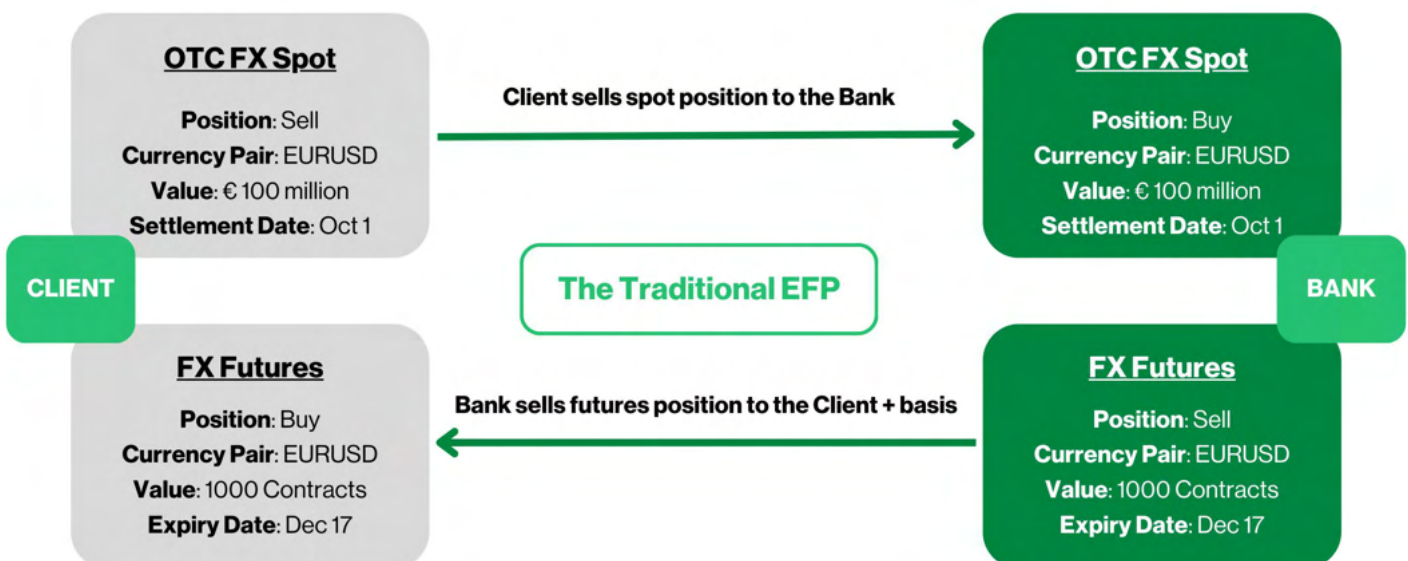 OTC FX Spot
Position: Sell
Currency Pair: EURUSD
Value: € 100 million
Settlement Date: Oct 1
Client sells spot position to the Bank
OTC FX Spot
Position: Buy
Currency Pair: EURUSD
Value: € 100 million
Settlement Date: Oct 1
CLIENT
The Traditional EFP
BANK
FX Futures
Position: Buy
Currency Pair: EURUSD
Value: 1000 Contracts
Expiry Date: Dec 17
Bank sells futures position to the Client + basis
FX Futures
Position: Sell
Currency Pair: EURUSD
Value: 1000 Contracts
Expiry Date: Dec 17